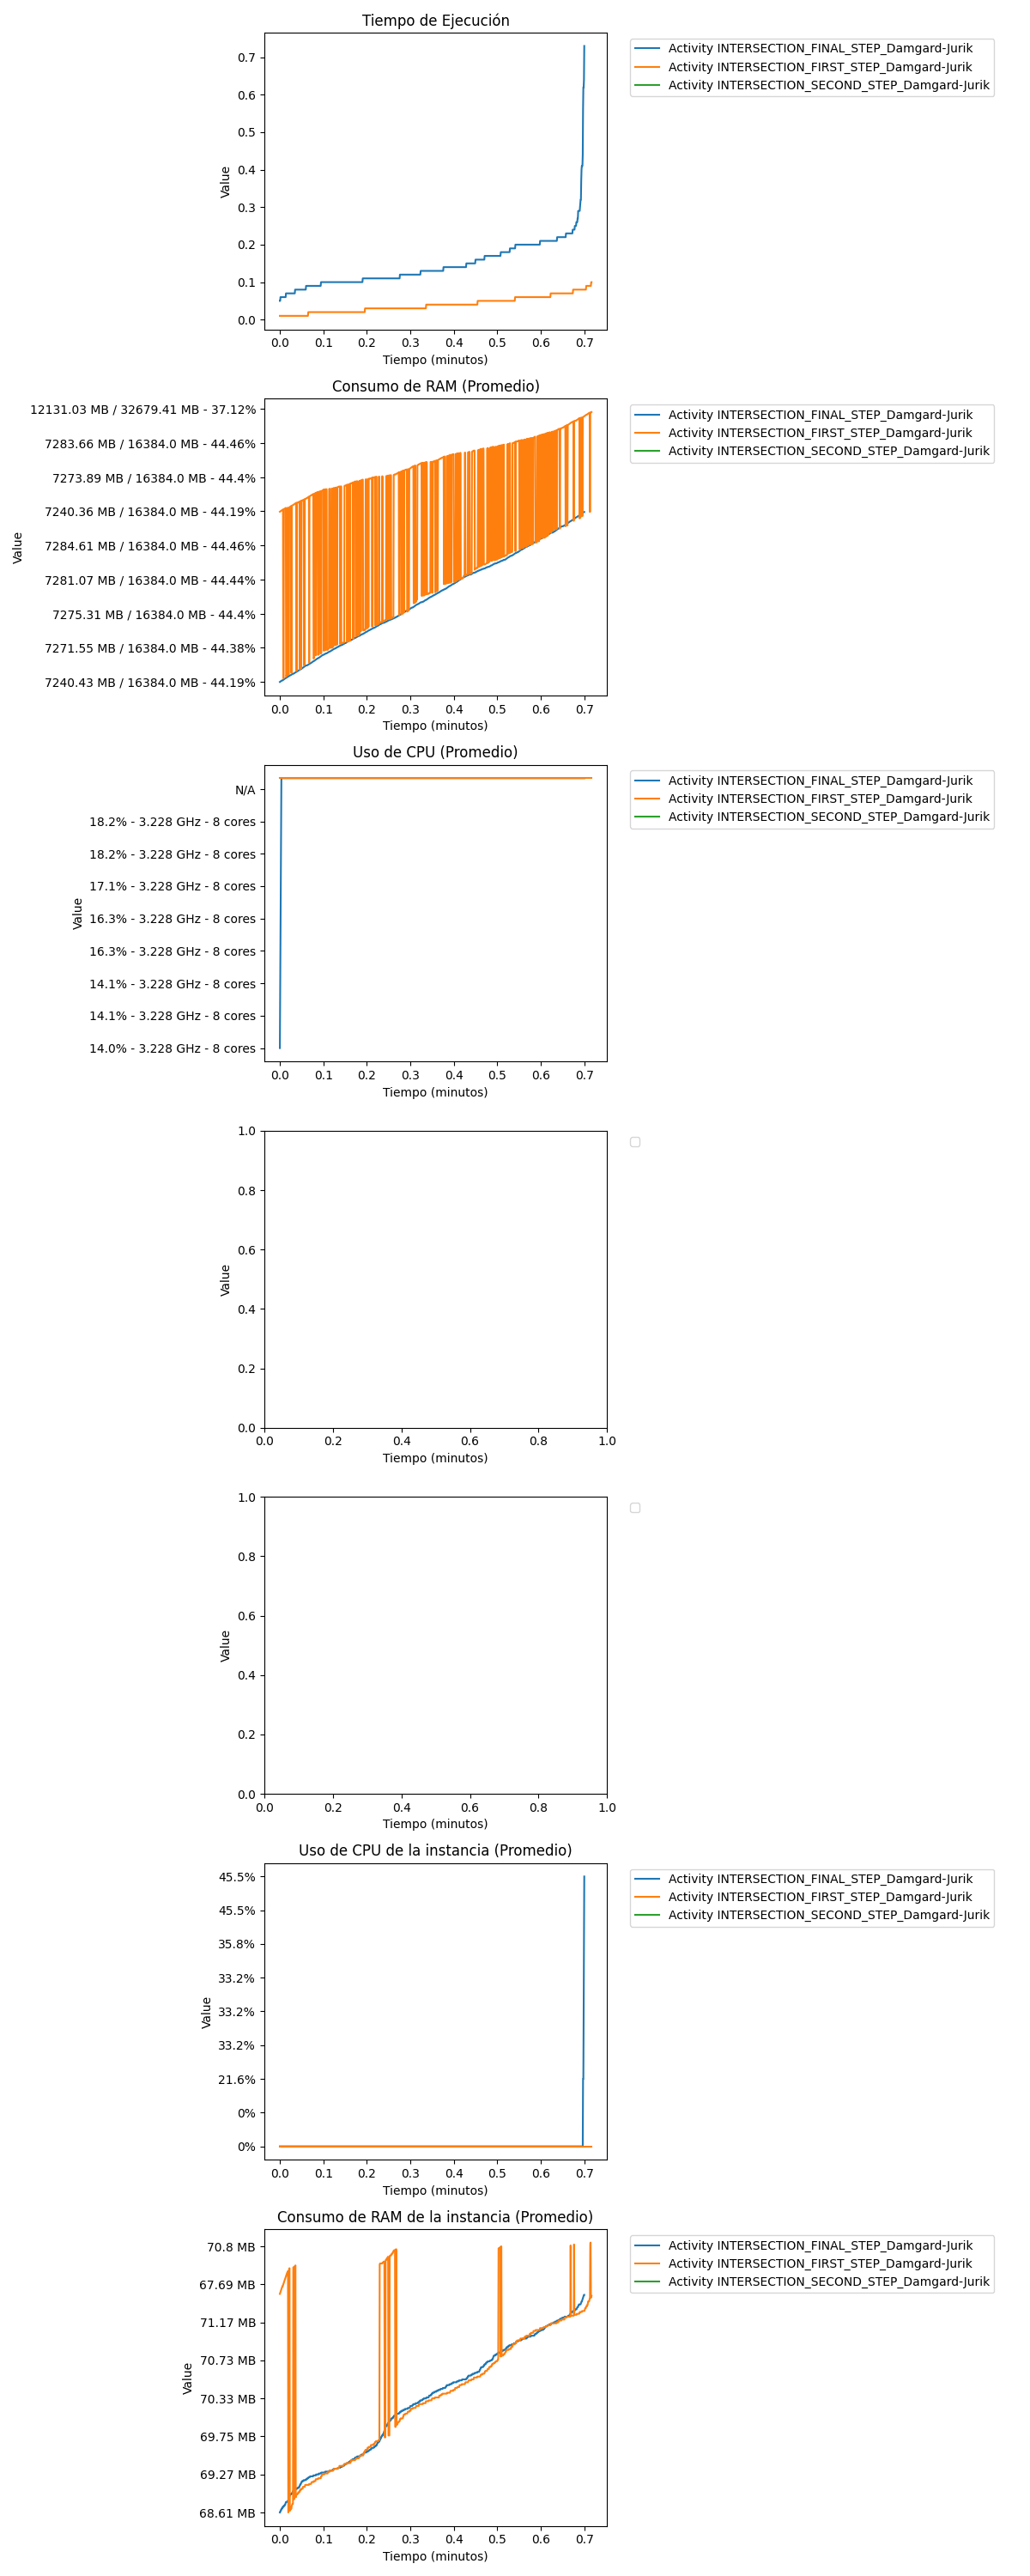 Tiempo de Ejecución
0.7
0.6
0.5
0.4
0.3
0.2
0.1
0.0
Value
0.0 0.1 0.2 0.3 0.4 0.5 0.6 0.7
Tiempo (minutos)
Activity INTERSECTION_FINAL_STEP_Damgard-Jurik
Activity INTERSECTION_FIRST_STEP_Damgard-Jurik
Activity INTERSECTION_SECOND_STEP_Damgard-Jurik
Consumo de RAM (Promedio)
12131.03 MB / 32679.41 MB - 37.12%
7283.66 MB / 16384.0 MB - 44.46%
7273.89 MB / 16384.0 MB - 44.4%
7240.36 MB / 16384.0 MB - 44.19%
7284.61 MB / 16384.0 MB - 44.46%
7281.07 MB / 16384.0 MB - 44.44%
7275.31 MB / 16384.0 MB - 44.4%
7271.55 MB / 16384.0 MB - 44.38%
7240.43 MB / 16384.0 MB - 44.19%
Value
0.0 0.1 0.2 0.3 0.4 0.5 0.6 0.7
Tiempo (minutos)
Activity INTERSECTION_FINAL_STEP_Damgard-Jurik
Activity INTERSECTION_FIRST_STEP_Damgard-Jurik
Activity INTERSECTION_SECOND_STEP_Damgard-Jurik
Uso de CPU (Promedio)
N/A
18.2% - 3.228 GHz - 8 cores
18.2% - 3.228 GHz - 8 cores
17.1% - 3.228 GHz - 8 cores
16.3% - 3.228 GHz - 8 cores
16.3% - 3.228 GHz - 8 cores
14.1% - 3.228 GHz - 8 cores
14.1% - 3.228 GHz - 8 cores
14.0% - 3.228 GHz - 8 cores
Value
0.0 0.1 0.2 0.3 0.4 0.5 0.6 0.7
Tiempo (minutos)
Activity INTERSECTION_FINAL_STEP_Damgard-Jurik
Activity INTERSECTION_FIRST_STEP_Damgard-Jurik
Activity INTERSECTION_SECOND_STEP_Damgard-Jurik
1.0
0.8
0.6
0.4
0.2
0.0
Value
0.0 0.2 0.4 0.6 0.8 1.0
Tiempo (minutos)
1.0
0.8
0.6
0.4
0.2
0.0
Value
0.0 0.2 0.4 0.6 0.8 1.0
Tiempo (minutos)
Uso de CPU de la instancia (Promedio)
45.5%
45.5%
35.8%
33.2%
33.2%
33.2%
21.6%
0%
0%
Value
0.0 0.1 0.2 0.3 0.4 0.5 0.6 0.7
Tiempo (minutos)
Activity INTERSECTION_FINAL_STEP_Damgard-Jurik
Activity INTERSECTION_FIRST_STEP_Damgard-Jurik
Activity INTERSECTION_SECOND_STEP_Damgard-Jurik
Consumo de RAM de la instancia (Promedio)
70.8 MB
67.69 MB
71.17 MB
70.73 MB
70.33 MB
69.75 MB
69.27 MB
68.61 MB
Value
0.0 0.1 0.2 0.3 0.4 0.5 0.6 0.7
Tiempo (minutos)
Activity INTERSECTION_FINAL_STEP_Damgard-Jurik
Activity INTERSECTION_FIRST_STEP_Damgard-Jurik
Activity INTERSECTION_SECOND_STEP_Damgard-Jurik